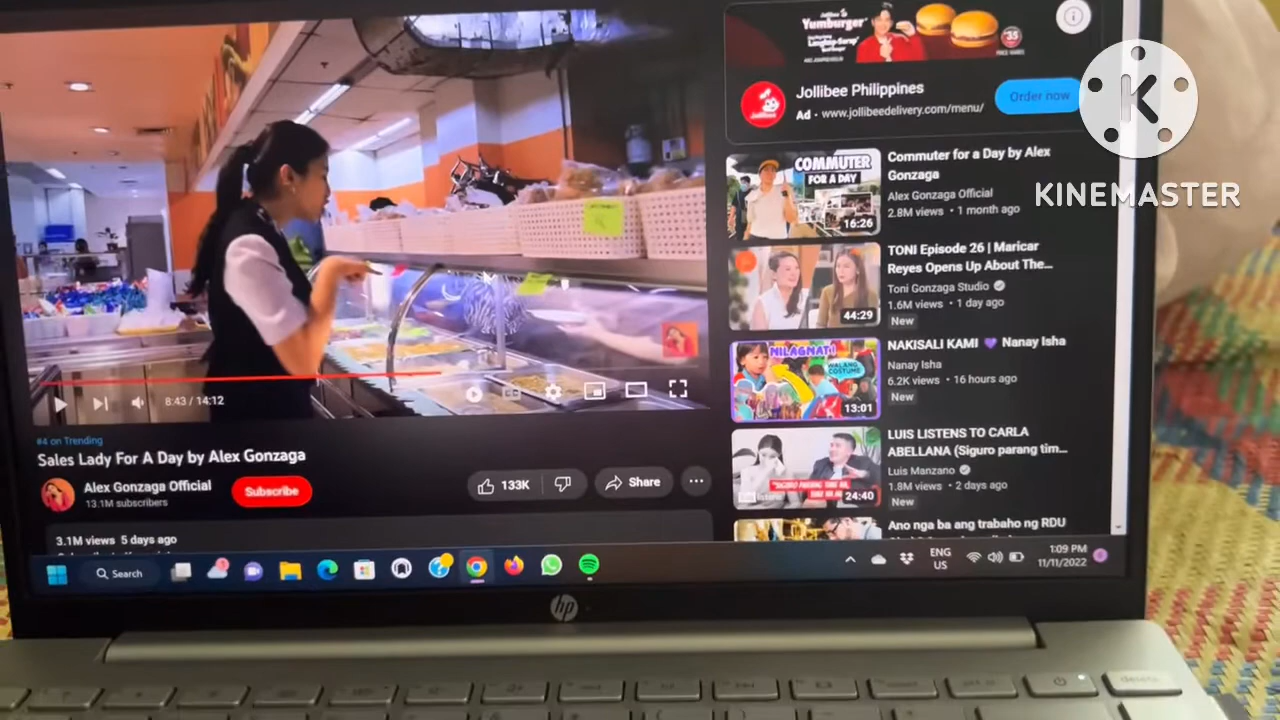 Jollibee
Yumburger
₱35
Jollibee Philippines
Ad · www.jollibeedelivery.com/menu/
Order now
K
KINEMASTER
COMMUTER
FOR A DAY
16:26
Commuter for a Day by Alex
Gonzaga
Alex Gonzaga Official
2.8M views · 1 month ago
44:29
TONI Episode 26 | Maricar
Reyes Opens Up About The...
Toni Gonzaga Studio
1.6M views · 1 day ago
New
13:01
NAKISALI KAMI 💜 Nanay Isha
Nanay Isha
6.2K views · 16 hours ago
New
24:40
LUIS LISTENS TO CARLA
ABELLANA (Siguro parang tim...
Luis Manzano
1.8M views · 2 days ago
New
Ano nga ba ang trabaho ng RDU
8:43 / 14:12
#4 on Trending
Sales Lady For A Day by Alex Gonzaga
Alex Gonzaga Official
13.1M subscribers
Subscribe
133K
Share
3.1M views 5 days ago
Search
ENG
US
1:09 PM
11/11/2022
hp
delete